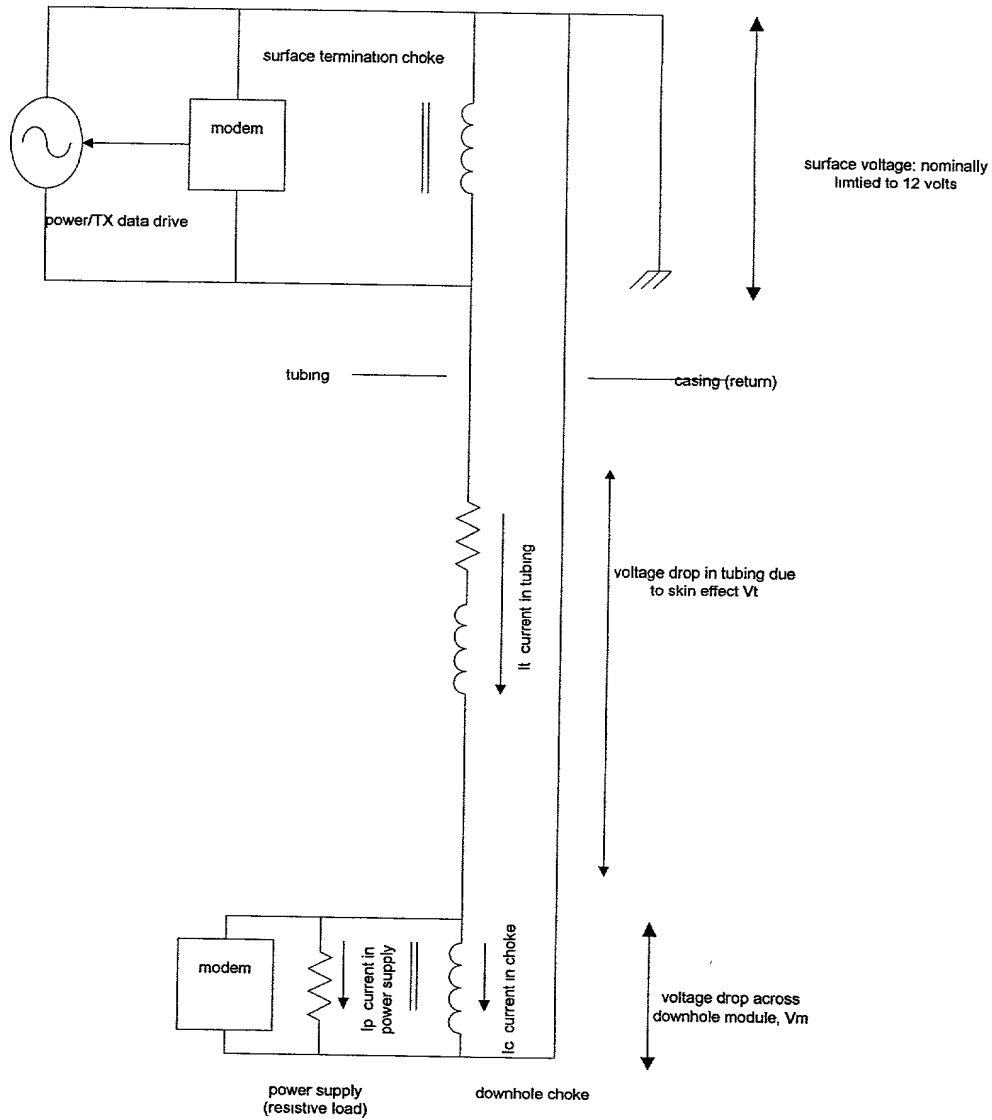 surface termination choke
modem
power/TX data drive
surface voltage: nominally
limtied to 12 volts
tubing
casing (return)
It current in tubing
voltage drop in tubing due
to skin effect Vt
modem
Ip current in
power supply
Ic current in choke
voltage drop across
downhole module, Vm
power supply
(resistive load)
downhole choke